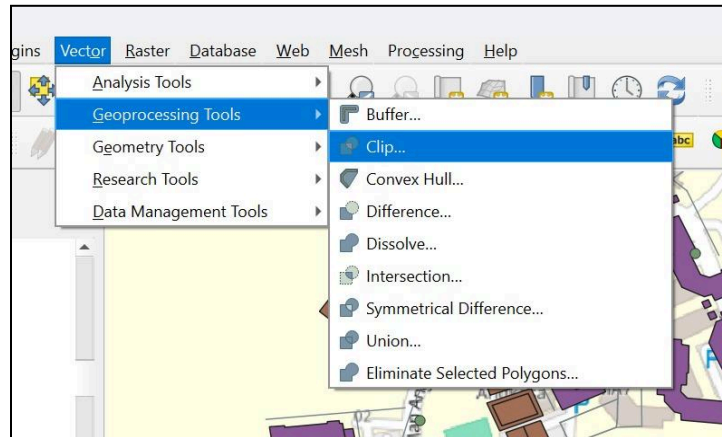 gins Vector Raster Database Web Mesh Processing Help
Analysis Tools
Geoprocessing Tools
Geometry Tools
Research Tools
Data Management Tools
Buffer...
Clip...
Convex Hull...
Difference...
Dissolve...
Intersection...
Symmetrical Difference...
Union...
Eliminate Selected Polygons...
abc
02
P